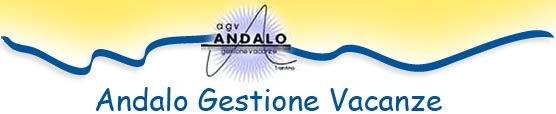 agv
ANDALO
gestione vacanze
Trentino
Andalo Gestione Vacanze